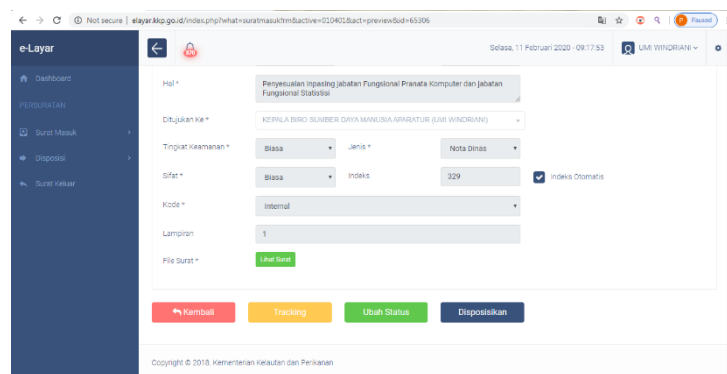 Not secure | elayar.kkp.go.id/index.php?what=suratmasuk!frm&active=010401&act=preview&id=65306
Paused
e-Layar
Selasa, 11 Februari 2020 - 09:17:53
UMI WINDRIANI
Dashboard
PERSURATAN
Surat Masuk
Disposisi
Surat Keluar
Hal *
Penyesuaian Inpasing Jabatan Fungsional Pranata Komputer dan Jabatan
Fungsional Statistisi
Ditujukan Ke *
KEPALA BIRO SUMBER DAYA MANUSIA APARATUR (UMI WINDRIANI)
Tingkat Keamanan *
Biasa
Jenis *
Nota Dinas
Sifat *
Biasa
Indeks
329
Indeks Otomatis
Kode *
Internal
Lampiran
1
File Surat *
Lihat Surat
Kembali
Tracking
Ubah Status
Disposisikan
Copyright © 2018. Kementerian Kelautan dan Perikanan